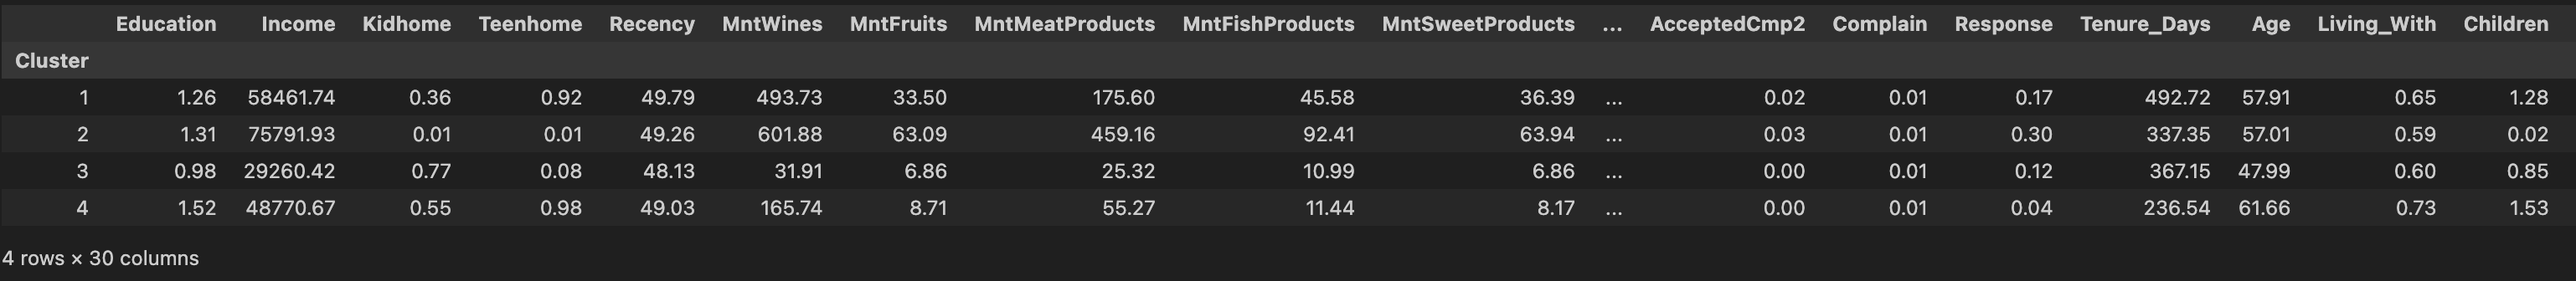 Education Income Kidhome Teenhome Recency MntWines MntFruits MntMeatProducts MntFishProducts MntSweetProducts ... AcceptedCmp2 Complain Response Tenure_Days Age Living_With Children
Cluster
1 1.26 58461.74 0.36 0.92 49.79 493.73 33.50 175.60 45.58 36.39 ... 0.02 0.01 0.17 492.72 57.91 0.65 1.28
2 1.31 75791.93 0.01 0.01 49.26 601.88 63.09 459.16 92.41 63.94 ... 0.03 0.01 0.30 337.35 57.01 0.59 0.02
3 0.98 29260.42 0.77 0.08 48.13 31.91 6.86 25.32 10.99 6.86 ... 0.00 0.01 0.12 367.15 47.99 0.60 0.85
4 1.52 48770.67 0.55 0.98 49.03 165.74 8.71 55.27 11.44 8.17 ... 0.00 0.01 0.04 236.54 61.66 0.73 1.53
4 rows × 30 columns